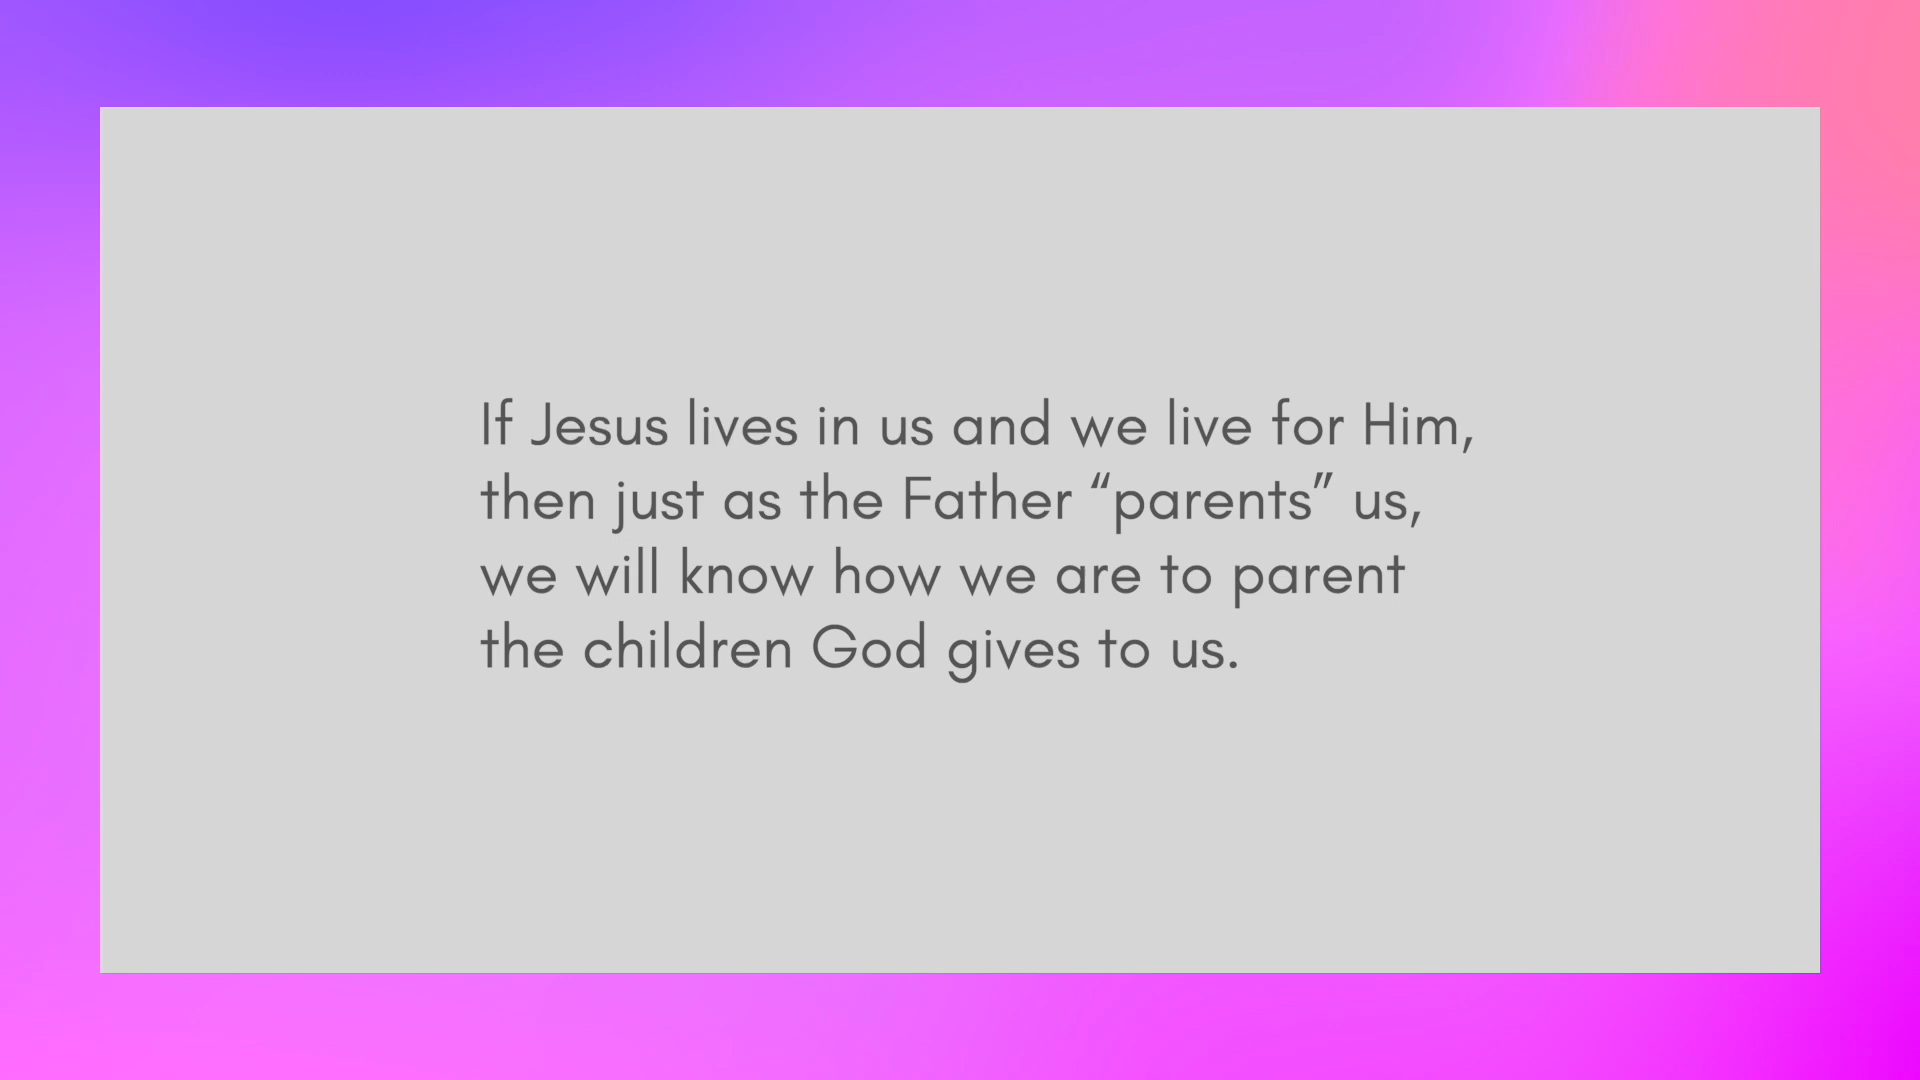 If Jesus lives in us and we live for Him,
then just as the Father “parents” us,
we will know how we are to parent
the children God gives to us.